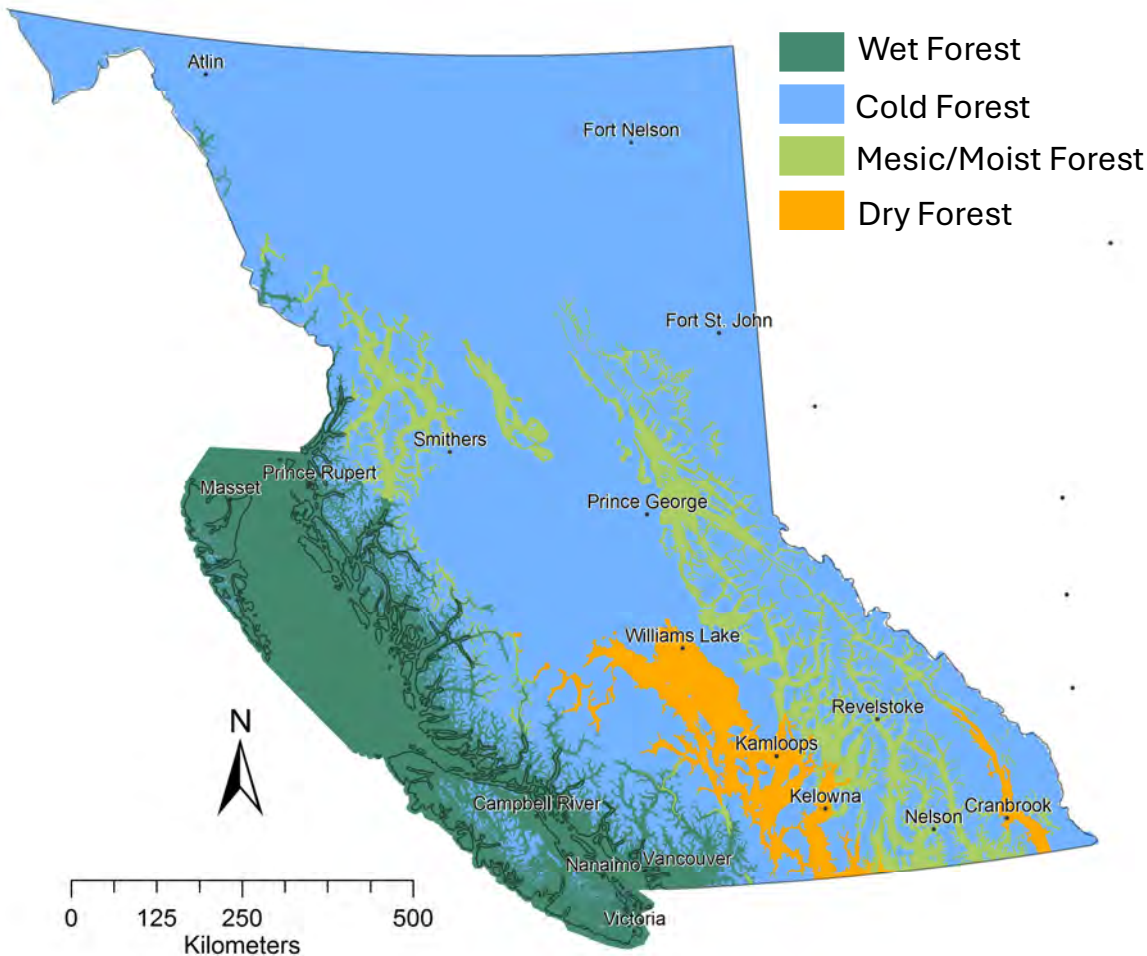 Wet Forest
Cold Forest
Mesic/Moist Forest
Dry Forest
Atlin
Fort Nelson
Fort St. John
Smithers
Prince Rupert
Masset
Prince George
Williams Lake
Revelstoke
Kamloops
Kelowna
Cranbrook
Nelson
N
Campbell River
Nanaimo
Vancouver
Victoria
0 125 250 500
Kilometers